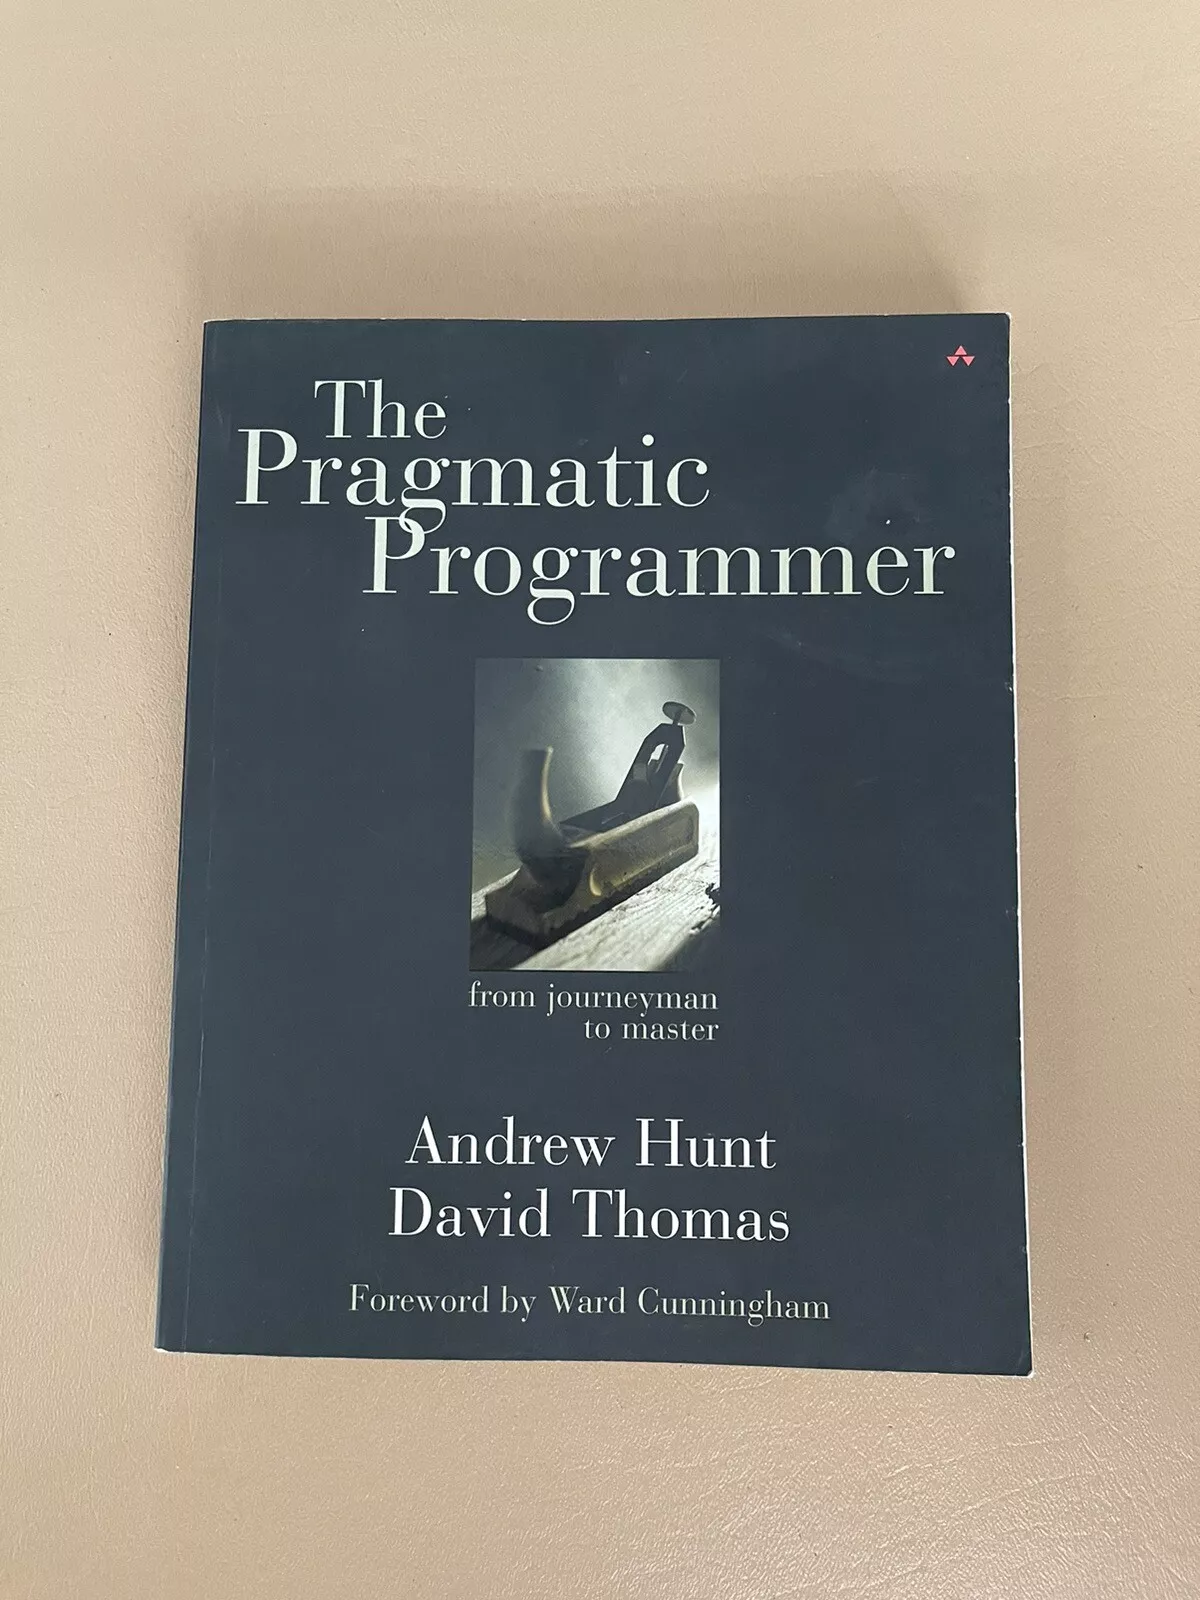 The
Pragmatic
Programmer
from journeyman
to master
Andrew Hunt
David Thomas
Foreword by Ward Cunningham